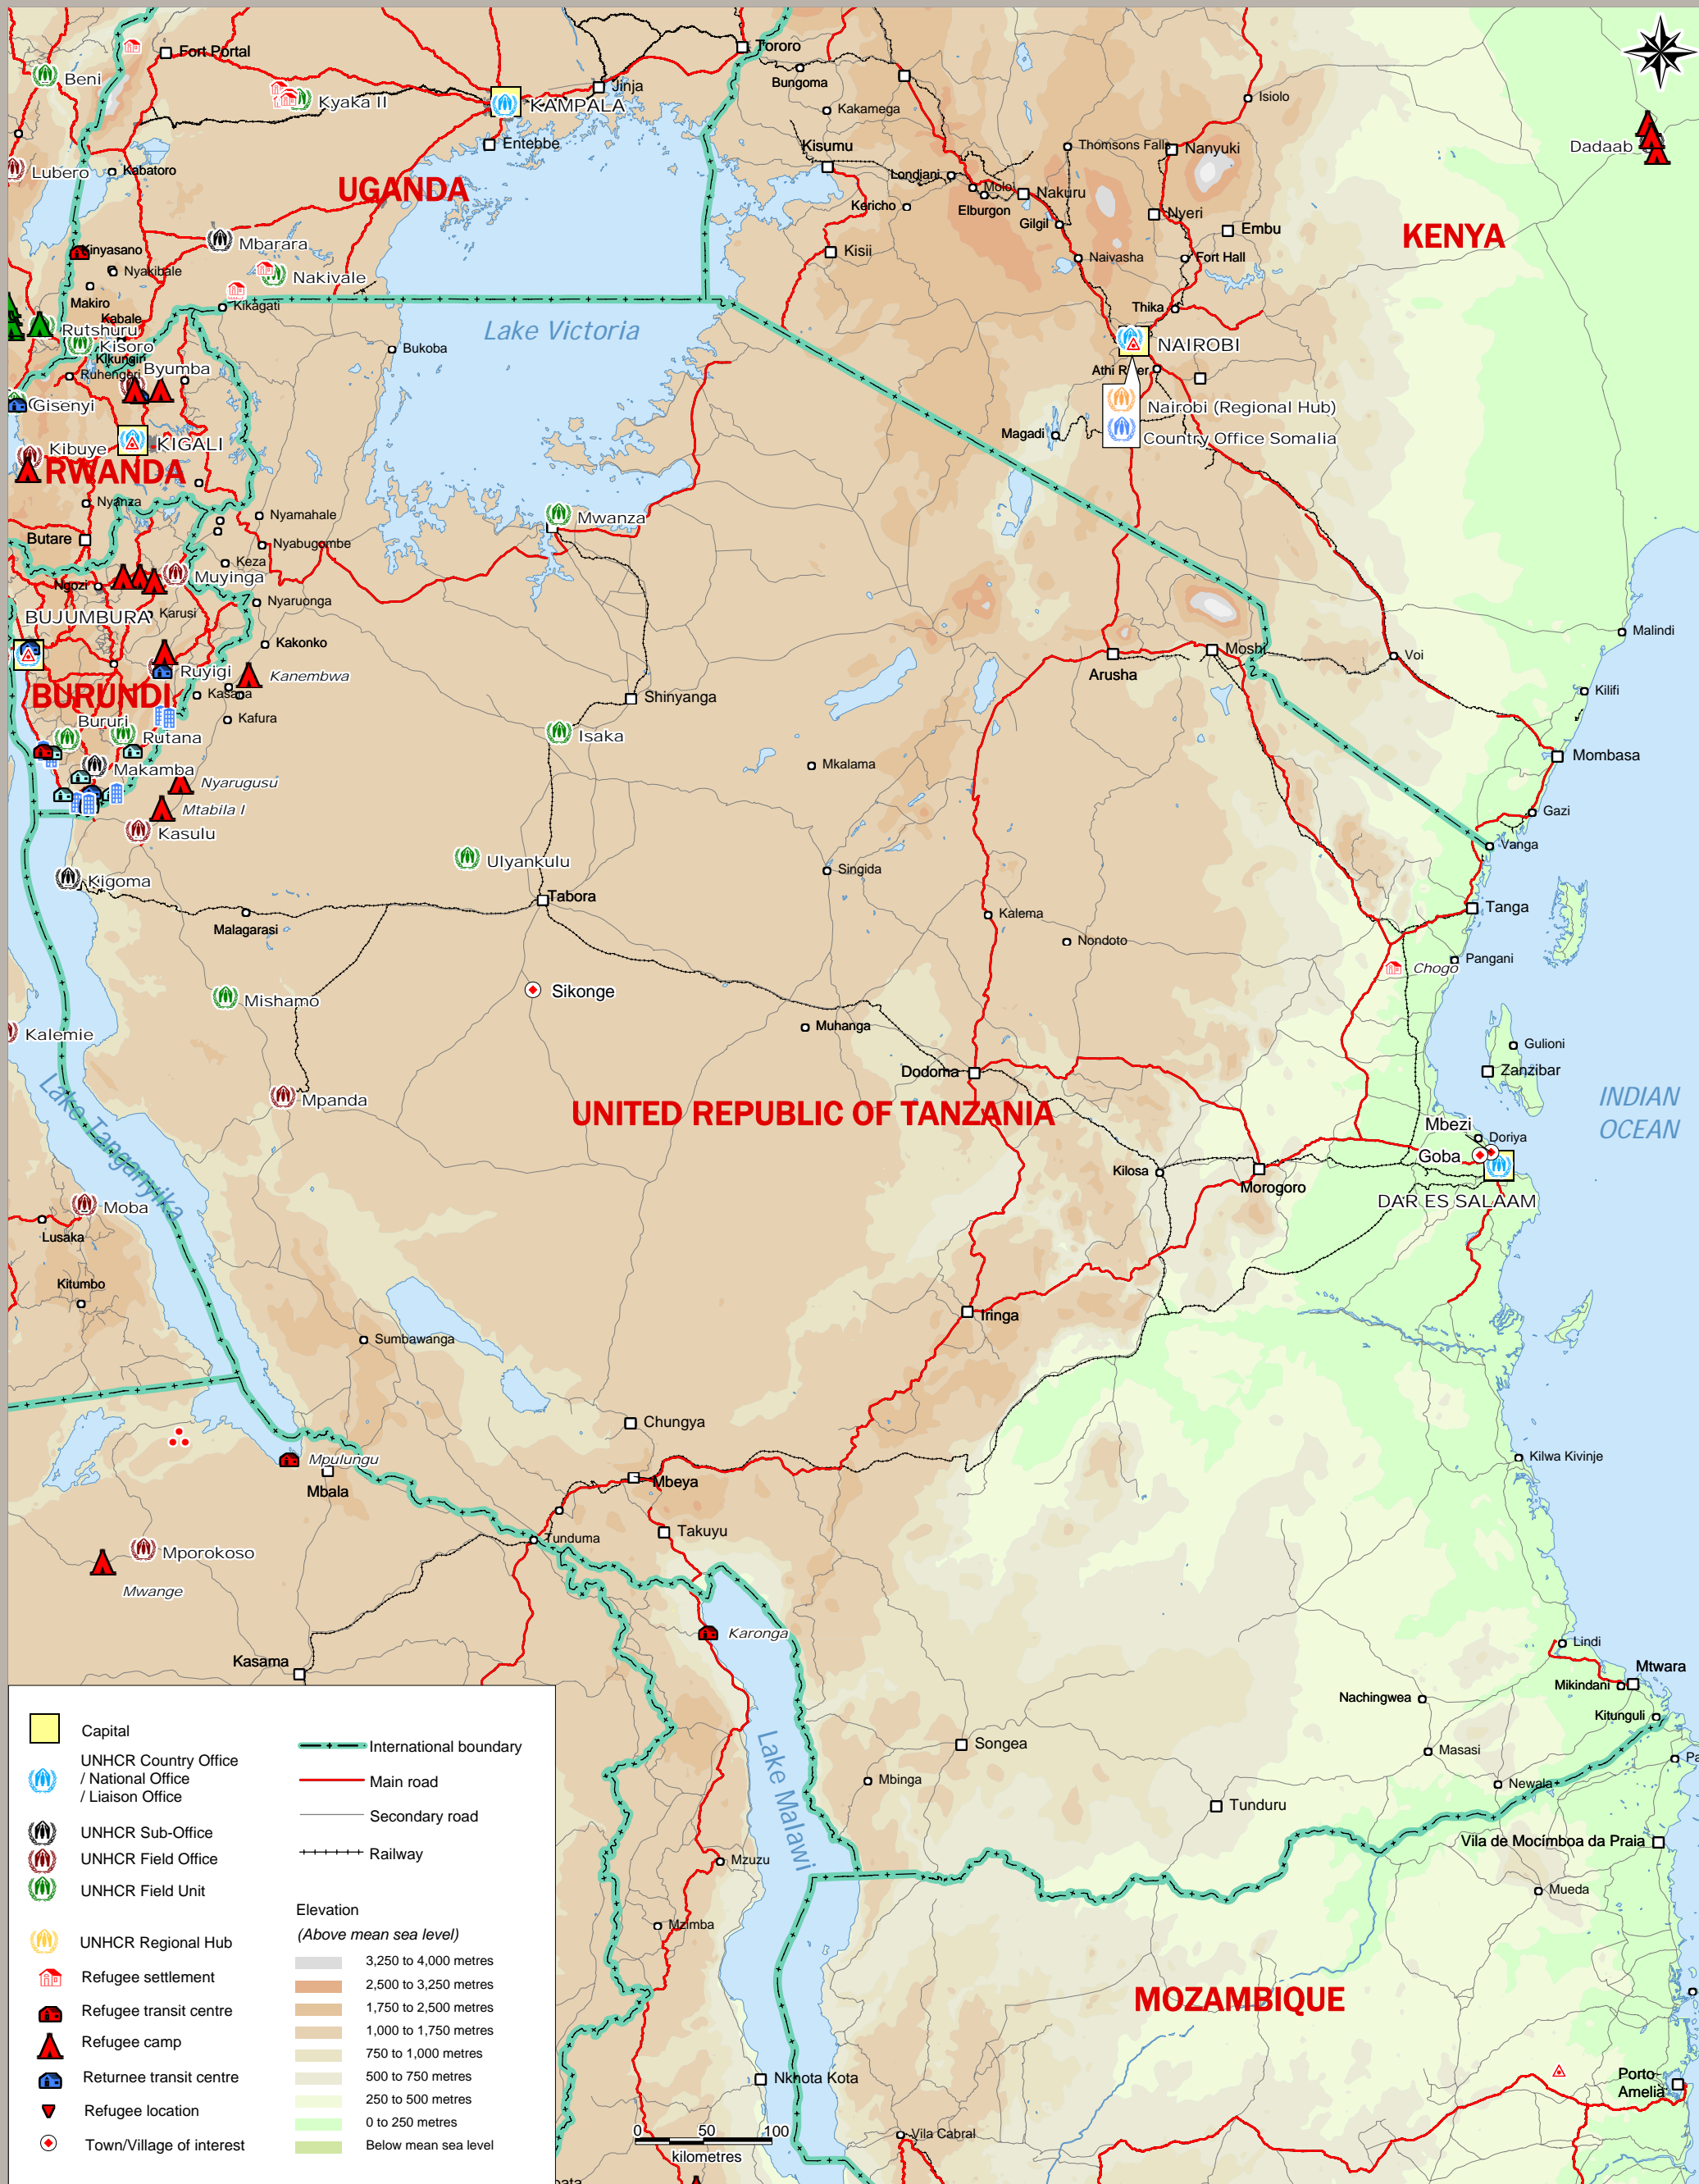 Fort Portal
Tororo
Beni
Bungoma
Jinja
Isiolo
Kyaka II
KAMPALA
Kakamega
Entebbe
Kisumu
Thomsons Falls
Nanyuki
Dadaab
Lubero
Kabatoro
Londiani
Molo
Nakuru
UGANDA
Kericho
Elburgon
Nyeri
Gilgil
Embu
KENYA
Mbarara
Kinyasano
Kisii
Naivasha
Fort Hall
Nyakibale
Nakivale
Makiro
Kikagati
Thika
Kabale
Rutshuru
Lake Victoria
Kisoro
Bukoba
NAIROBI
Kikungiri
Ruhengeri
Byumba
Athi River
Gisenyi
Nairobi (Regional Hub)
Magadi
Country Office Somalia
KIGALI
Kibuye
RWANDA
Nyanza
Nyamahale
Mwanza
Butare
Nyabugombe
Keza
Muyinga
Ngozi
Nyaruonga
BUJUMBURA
Karusi
Malindi
Kakonko
Moshi
Voi
Ruyigi
Kanembwa
Arusha
BURUNDI
Kasana
Shinyanga
Kilifi
Bururi
Kafura
Rutana
Isaka
Mombasa
Makamba
Mkalama
Nyarugusu
Mtabila I
Gazi
Kasulu
Vanga
Ulyankulu
Singida
Kigoma
Tabora
Tanga
Malagarasi
Kalema
Nondoto
Pangani
Chogo
Sikonge
Mishamo
Muhanga
Kalemie
Gulioni
Dodoma
Zanzibar
Lake Tanganyika
Mpanda
INDIAN
OCEAN
UNITED REPUBLIC OF TANZANIA
Mbezi
Doriya
Goba
Kilosa
Morogoro
DAR ES SALAAM
Moba
Lusaka
Kitumbo
Iringa
Sumbawanga
Chungya
Mpulungu
Kilwa Kivinje
Mbala
Mbeya
Takuyu
Tunduma
Mporokoso
Mwange
Karonga
Lindi
Kasama
Mtwara
Mikindani
Nachingwea
Kitunguli
Songea
Masasi
Lake Malawi
Mbinga
Newala
Tunduru
Vila de Mocímboa da Praia
Mzuzu
Mueda
Mzimba
MOZAMBIQUE
Nkhota Kota
Porto-
Amelia
Vila Cabral
Capital
UNHCR Country Office
/ National Office
/ Liaison Office
UNHCR Sub-Office
UNHCR Field Office
UNHCR Field Unit
UNHCR Regional Hub
Refugee settlement
Refugee transit centre
Refugee camp
Returnee transit centre
Refugee location
Town/Village of interest
International boundary
Main road
Secondary road
Railway
Elevation
(Above mean sea level)
3,250 to 4,000 metres
2,500 to 3,250 metres
1,750 to 2,500 metres
1,000 to 1,750 metres
750 to 1,000 metres
500 to 750 metres
250 to 500 metres
0 to 250 metres
Below mean sea level
0 50 100
kilometres